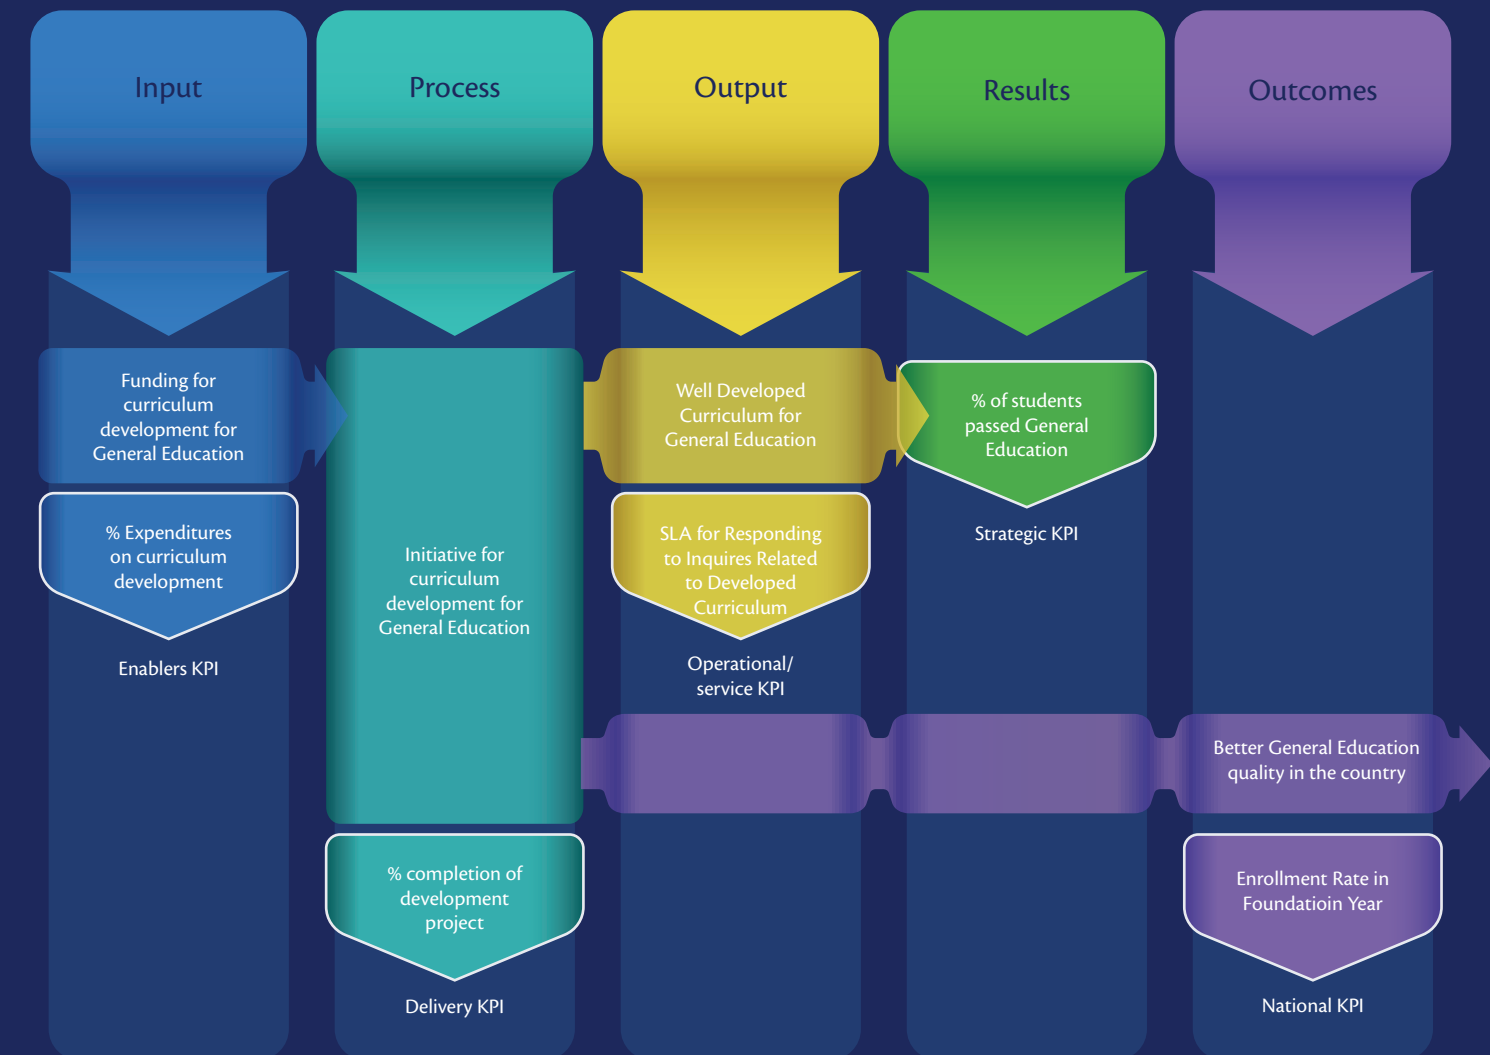 Input
Process
Output
Results
Outcomes
Funding for
curriculum
development for
General Education
% Expenditures
on curriculum
development
Enablers KPI
Initiative for
curriculum
development for
General Education
% completion of
development
project
Delivery KPI
Well Developed
Curriculum for
General Education
SLA for Responding
to Inquires Related
to Developed
Curriculum
Operational/
service KPI
% of students
passed General
Education
Strategic KPI
Better General Education
quality in the country
Enrollment Rate in
Foundatioin Year
National KPI